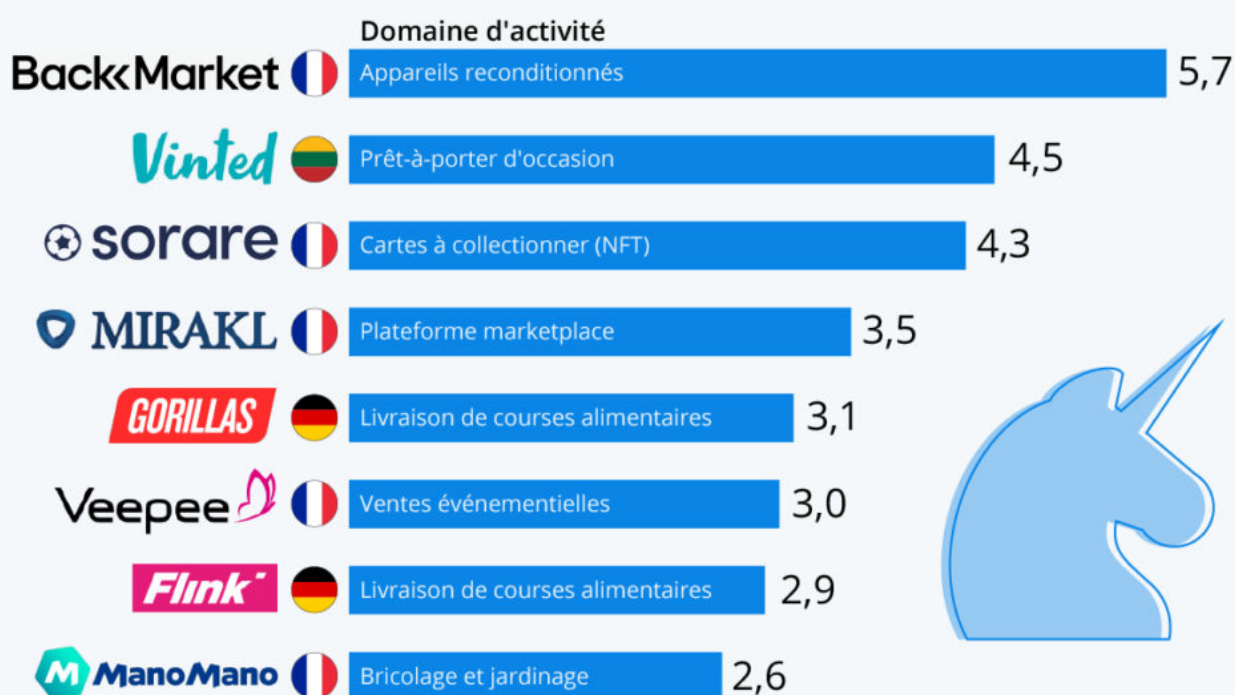 Domaine d'activité
Back Market Appareils reconditionnés 5,7
Vinted Prêt-à-porter d'occasion 4,5
sorare Cartes à collectionner (NFT) 4,3
MIRAKL Plateforme marketplace 3,5
GORILLAS Livraison de courses alimentaires 3,1
Veepee Ventes événementielles 3,0
Flink Livraison de courses alimentaires 2,9
M ManoMano Bricolage et jardinage 2,6